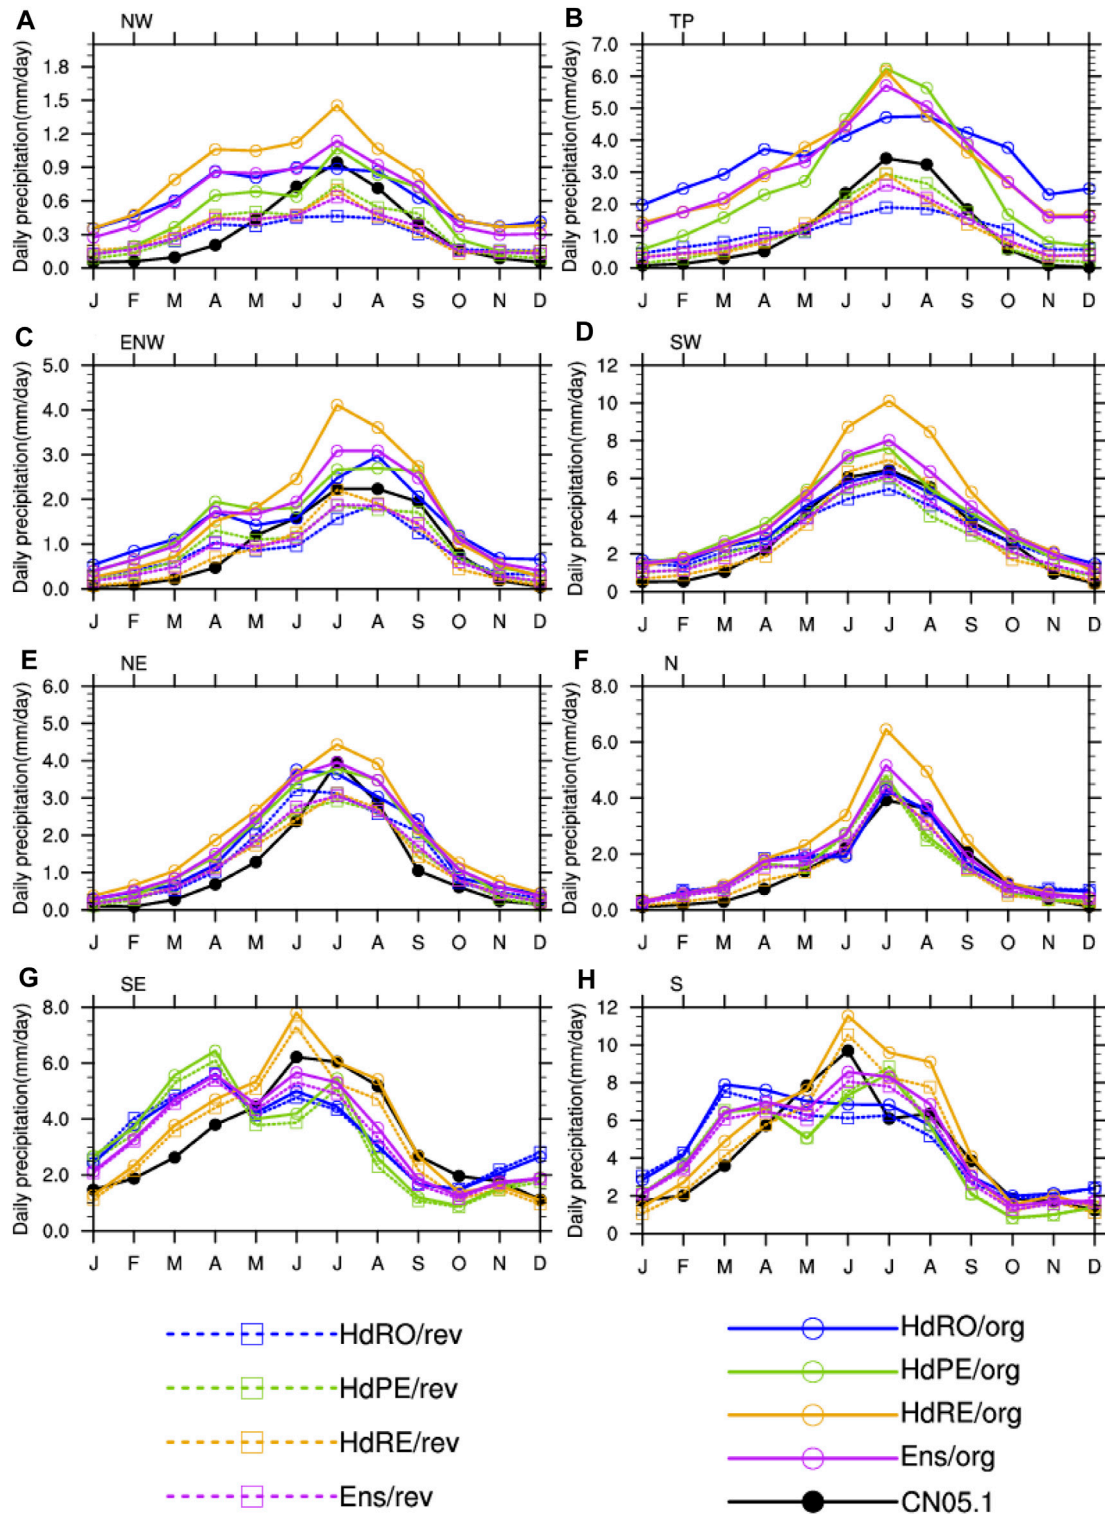 A NW
Daily precipitation(mm/day)
1.8
1.5
1.2
0.9
0.6
0.3
0.0
J F M A M J J A S O N D
B TP
Daily precipitation(mm/day)
7.0
6.0
5.0
4.0
3.0
2.0
1.0
0.0
J F M A M J J A S O N D
C ENW
Daily precipitation(mm/day)
5.0
4.0
3.0
2.0
1.0
0.0
J F M A M J J A S O N D
D SW
Daily precipitation(mm/day)
12
10
8
6
4
2
0
J F M A M J J A S O N D
E NE
Daily precipitation(mm/day)
6.0
5.0
4.0
3.0
2.0
1.0
0.0
J F M A M J J A S O N D
F N
Daily precipitation(mm/day)
8.0
6.0
4.0
2.0
0.0
J F M A M J J A S O N D
G SE
Daily precipitation(mm/day)
8.0
6.0
4.0
2.0
0.0
J F M A M J J A S O N D
H S
Daily precipitation(mm/day)
12
10
8
6
4
2
0
J F M A M J J A S O N D
HdRO/rev
HdPE/rev
HdRE/rev
Ens/rev
HdRO/org
HdPE/org
HdRE/org
Ens/org
CN05.1